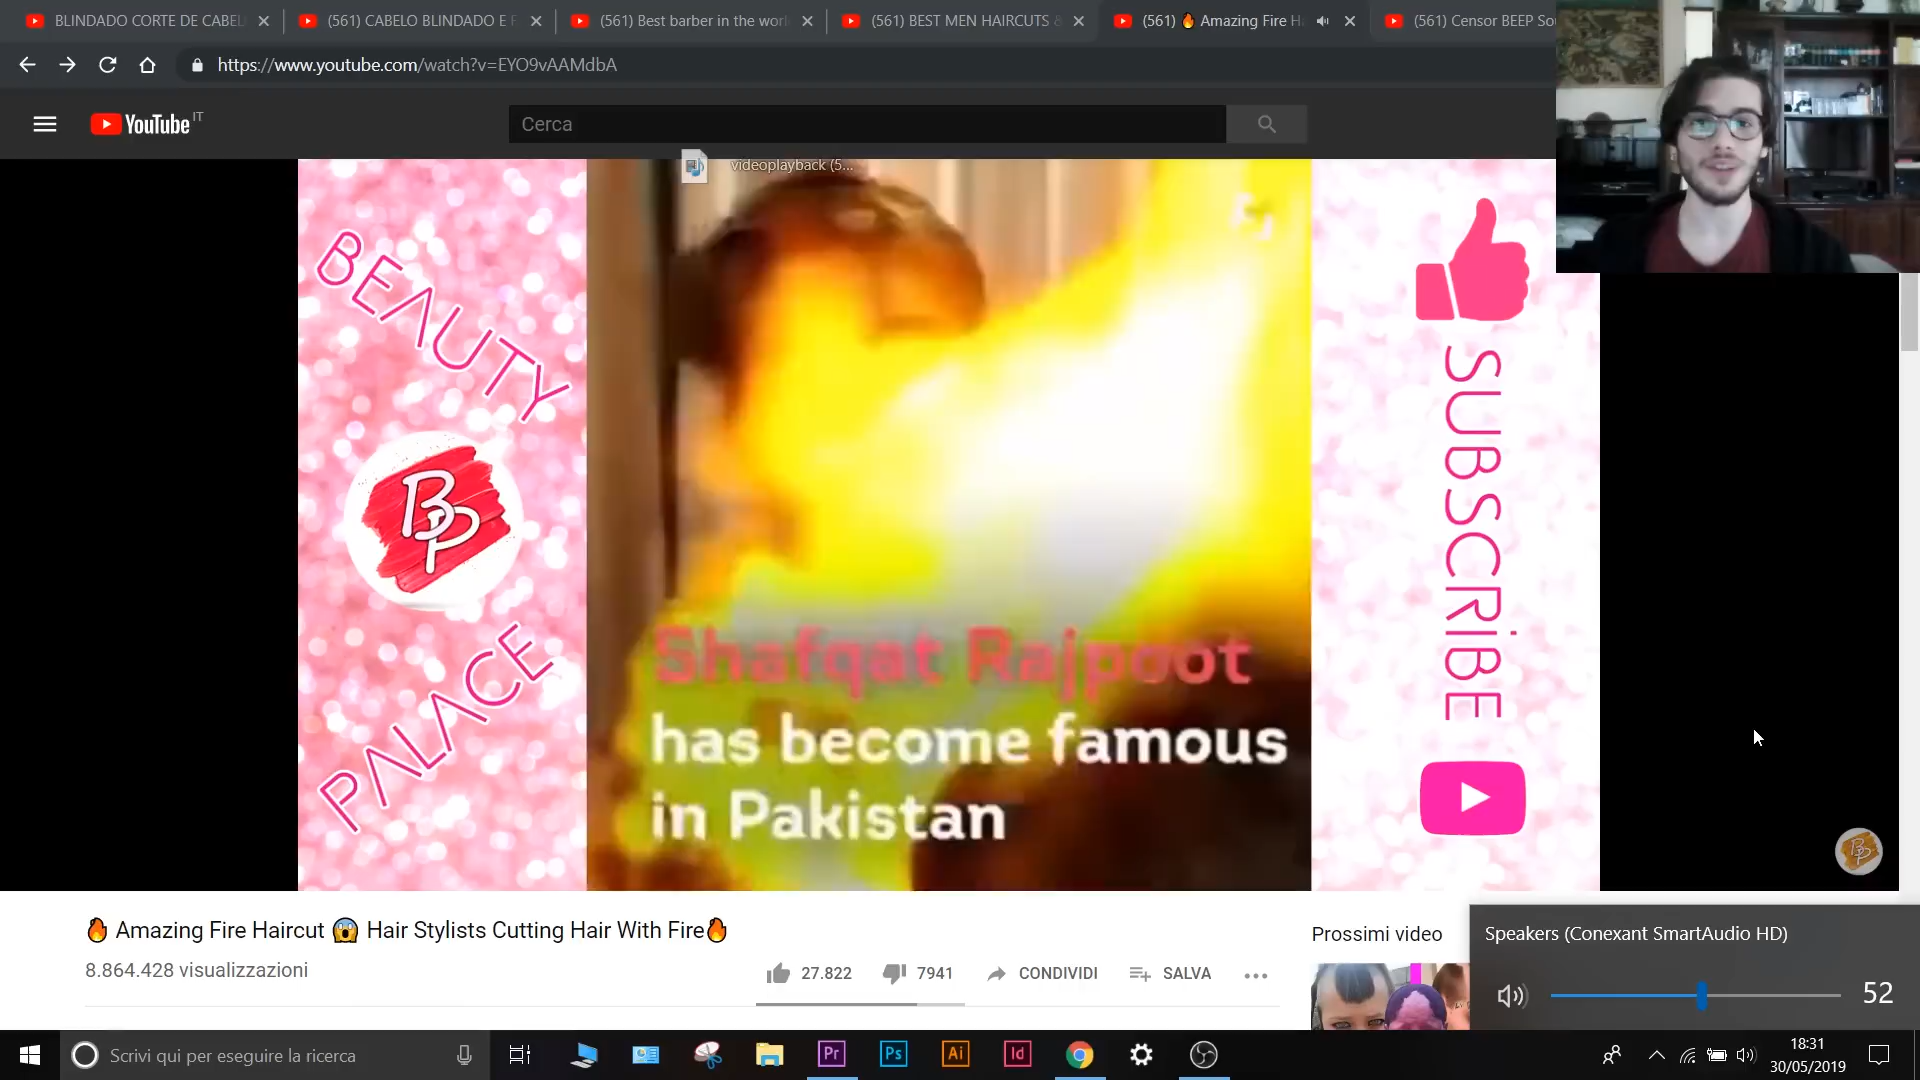 BLINDADO CORTE DE CABEL
(561) CABELO BLINDADO E F
(561) Best barber in the worl
(561) BEST MEN HAIRCUTS &
(561) 🔥 Amazing Fire Ha
(561) Censor BEEP Sou
https://www.youtube.com/watch?v=EYO9vAAMdbA
YouTube IT
Cerca
videoplayback (5...
BEAUTY
BP
PALACE
Shafqat Rajpoot
has become famous
in Pakistan
SUBSCRiBE
BP
🔥 Amazing Fire Haircut 😱 Hair Stylists Cutting Hair With Fire🔥
8.864.428 visualizzazioni
27.822
7941
CONDIVIDI
SALVA
Prossimi video
Speakers (Conexant SmartAudio HD)
52
Scrivi qui per eseguire la ricerca
Pr
Ps
Ai
Id
18:31
30/05/2019